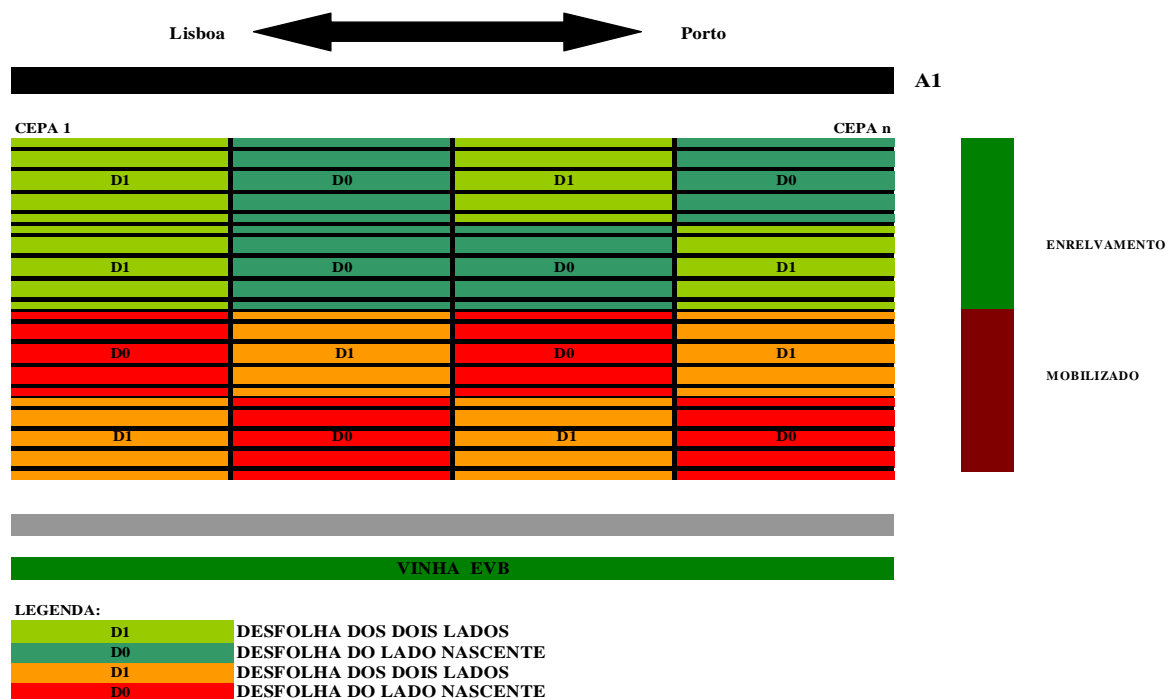 Lisboa Porto
A1
CEPA 1 CEPA n
D1 D0 D1 D0
ENRELVAMENTO
D1 D0 D0 D1
D0 D1 D0 D1
MOBILIZADO
D1 D0 D1 D0
VINHA EVB
LEGENDA:
D1 DESFOLHA DOS DOIS LADOS
D0 DESFOLHA DO LADO NASCENTE
D1 DESFOLHA DOS DOIS LADOS
D0 DESFOLHA DO LADO NASCENTE